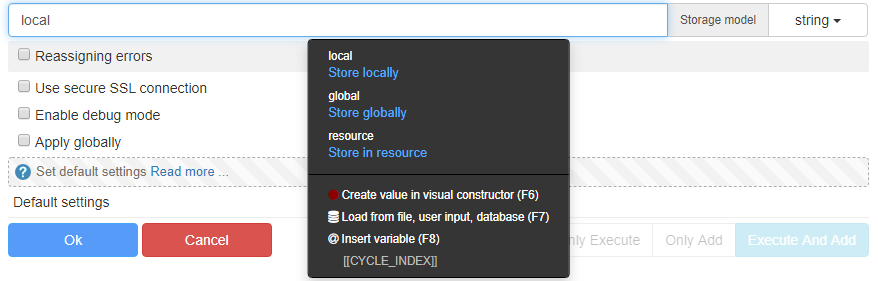 local
Storage model
string
Reassigning errors
Use secure SSL connection
Enable debug mode
Apply globally
Set default settings Read more ...
Default settings
Ok
Cancel
local
Store locally
global
Store globally
resource
Store in resource
Create value in visual constructor (F6)
Load from file, user input, database (F7)
@ Insert variable (F8)
[[CYCLE_INDEX]]
Execute
Only Add
Execute And Add